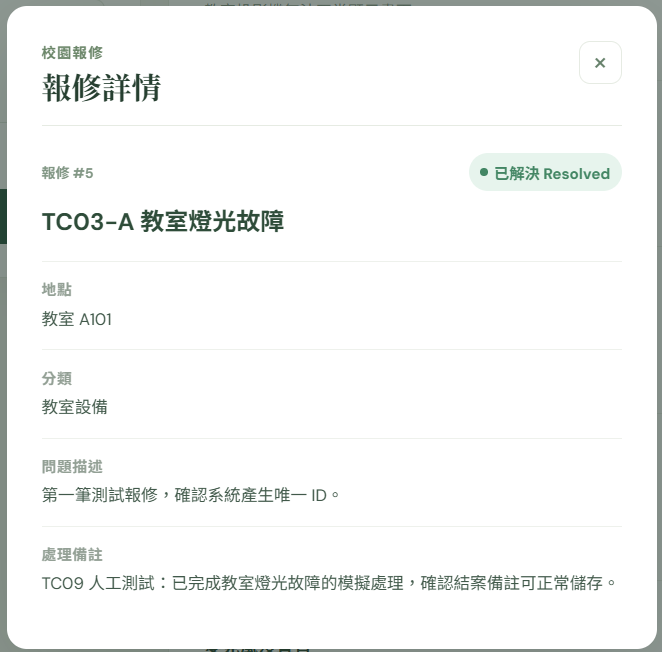 校園報修
報修詳情
報修 #5
已解決 Resolved
TC03-A 教室燈光故障
地點
教室 A101
分類
教室設備
問題描述
第一筆測試報修，確認系統產生唯一 ID。
處理備註
TC09 人工測試：已完成教室燈光故障的模擬處理，確認結案備註可正常儲存。